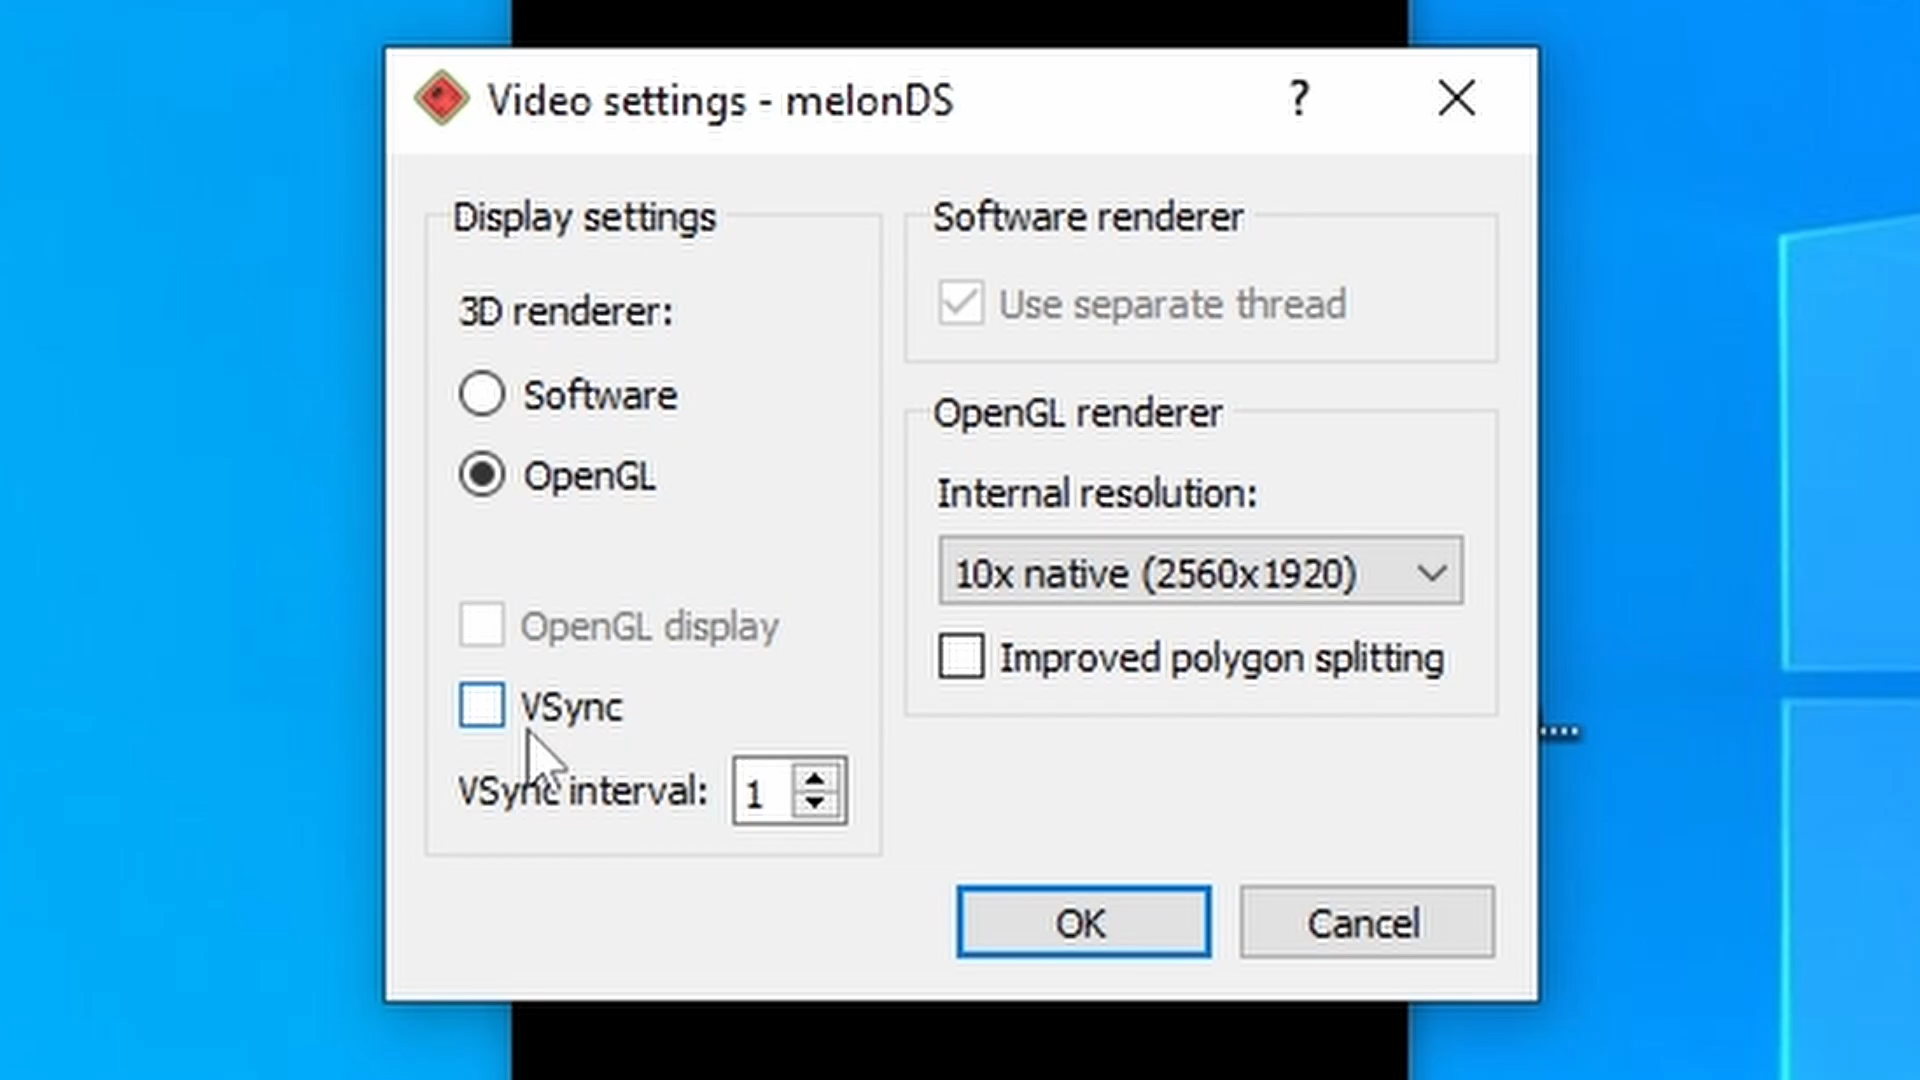 Video settings - melonDS
?
Display settings
3D renderer:
Software
OpenGL
OpenGL display
VSync
VSync interval:
1
Software renderer
Use separate thread
OpenGL renderer
Internal resolution:
10x native (2560x1920)
Improved polygon splitting
OK
Cancel